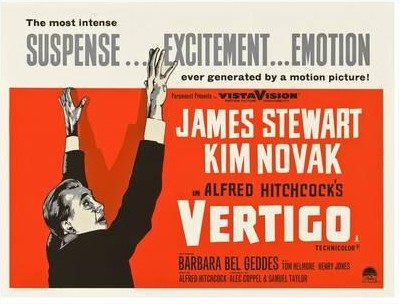 The most intense
SUSPENSE....EXCITEMENT...EMOTION
ever generated by a motion picture!
Paramount Presents
VISTAVISION
JAMES STEWART
KIM NOVAK
IN ALFRED HITCHCOCK'S
VERTIGO
TECHNICOLOR
BARBARA BEL GEDDES
TOM HELMORE · HENRY JONES
ALFRED HITCHCOCK · ALEC COPPEL & SAMUEL TAYLOR